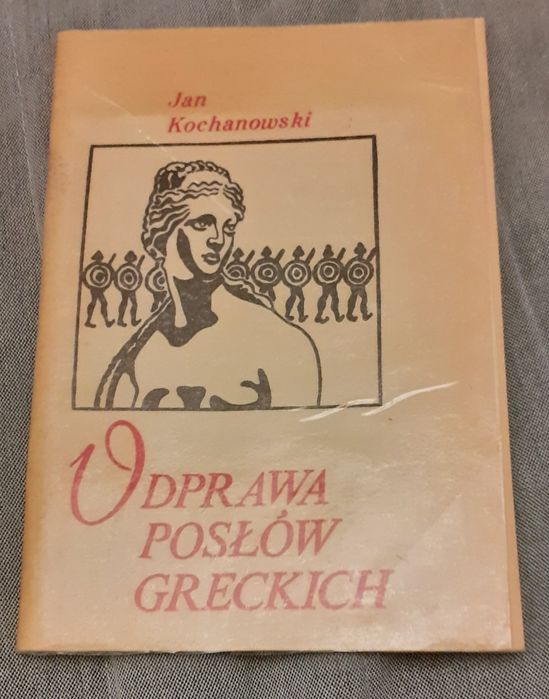 Jan
Kochanowski
ODPRAWA
POSŁÓW
GRECKICH